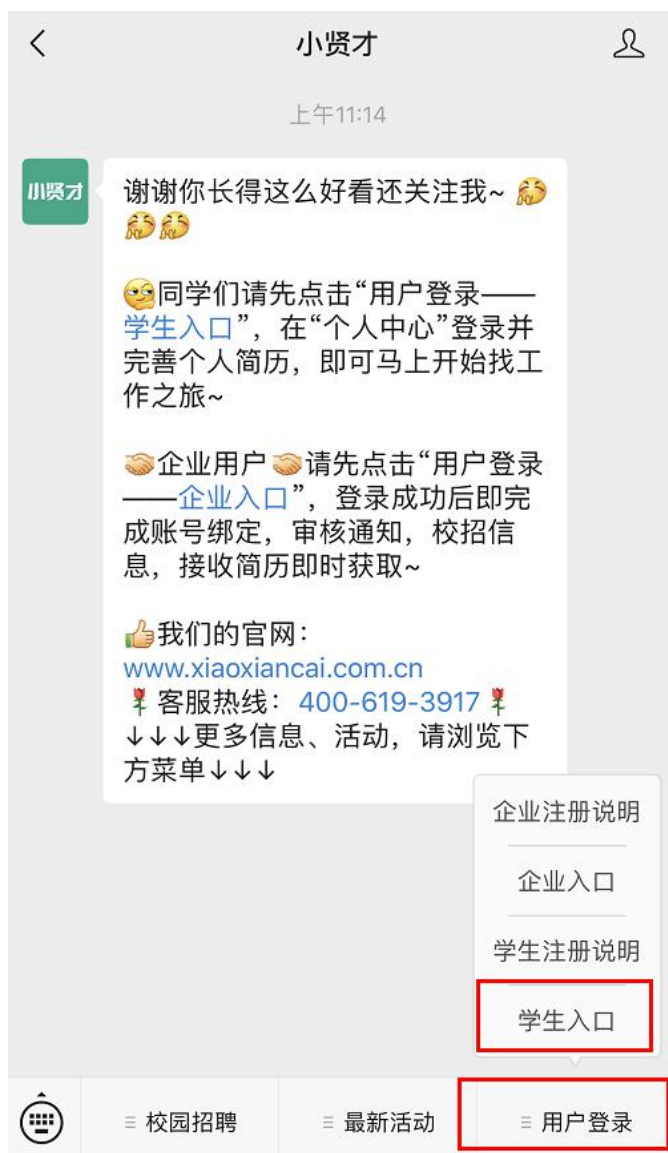 小贤才
上午11:14
小贤才
谢谢你长得这么好看还关注我~
同学们请先点击“用户登录——
学生入口”，在“个人中心”登录并
完善个人简历，即可马上开始找工
作之旅~
企业用户请先点击“用户登录
——企业入口”，登录成功后即完
成账号绑定，审核通知，校招信
息，接收简历即时获取~
我们的官网：
www.xiaoxiancai.com.cn
客服热线：400-619-3917
↓↓↓更多信息、活动，请浏览下
方菜单↓↓↓
企业注册说明
企业入口
学生注册说明
学生入口
校园招聘
最新活动
用户登录